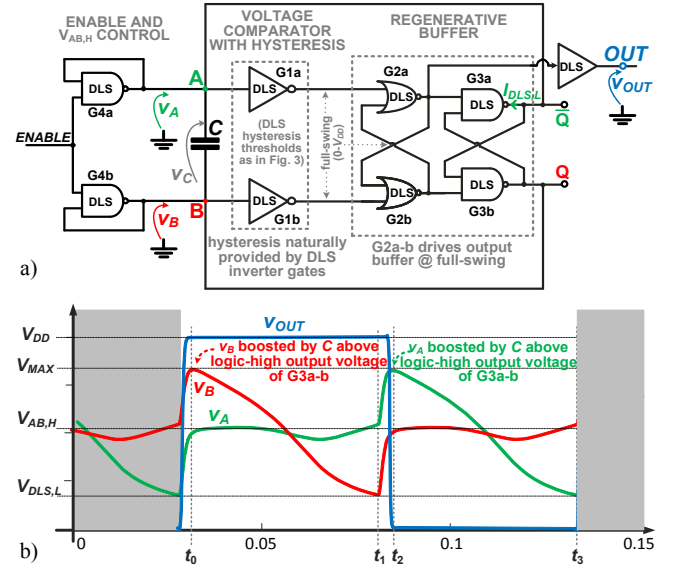 a)
ENABLE AND
V_AB,H CONTROL
VOLTAGE
COMPARATOR
WITH HYSTERESIS
REGENERATIVE
BUFFER
DLS
G4a
A
v_A
ENABLE
C
v_C
DLS
G4b
B
v_B
G1a
DLS
(DLS
hysteresis
thresholds
as in Fig. 3)
DLS
G1b
full-swing
(0-V_DD)
G2a
DLS
DLS
G2b
G3a
DLS
I_DLS,L
DLS
G3b
DLS
OUT
v_OUT
Q̅
Q
hysteresis naturally
provided by DLS
inverter gates
G2a-b drives output
buffer @ full-swing
b)
V_DD
V_MAX
V_AB,H
V_DLS,L
v_OUT
v_B boosted by C above
logic-high output voltage
of G3a-b
v_A boosted by C above
logic-high output voltage
of G3a-b
v_B
v_A
0
0.05
0.1
0.15
t_0
t_1
t_2
t_3